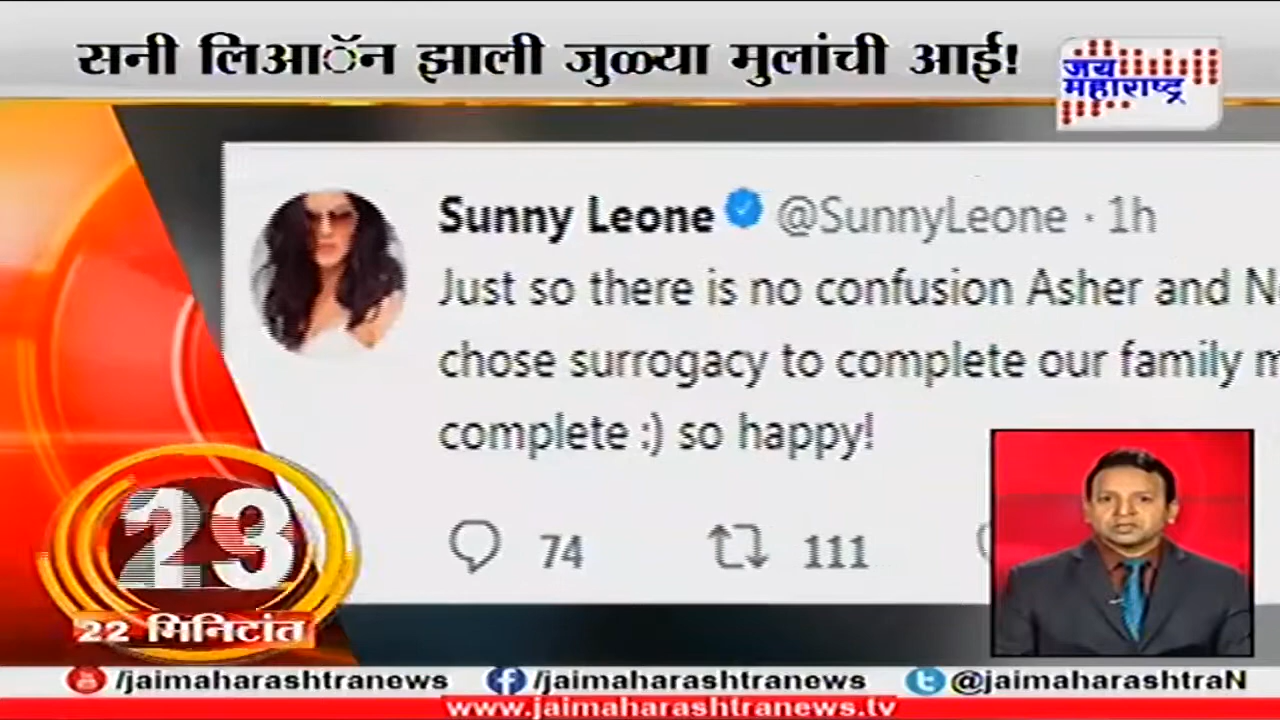 सनी लिआॅन झाली जुळ्या मुलांची आई!
जय
महाराष्ट्र
Sunny Leone @SunnyLeone · 1h
Just so there is no confusion Asher and
chose surrogacy to complete our family
complete :) so happy!
74 111
23
22 मिनिटांत
/jaimaharashtranews /jaimaharashtranews @jaimaharashtraN
www.jaimaharashtranews.tv